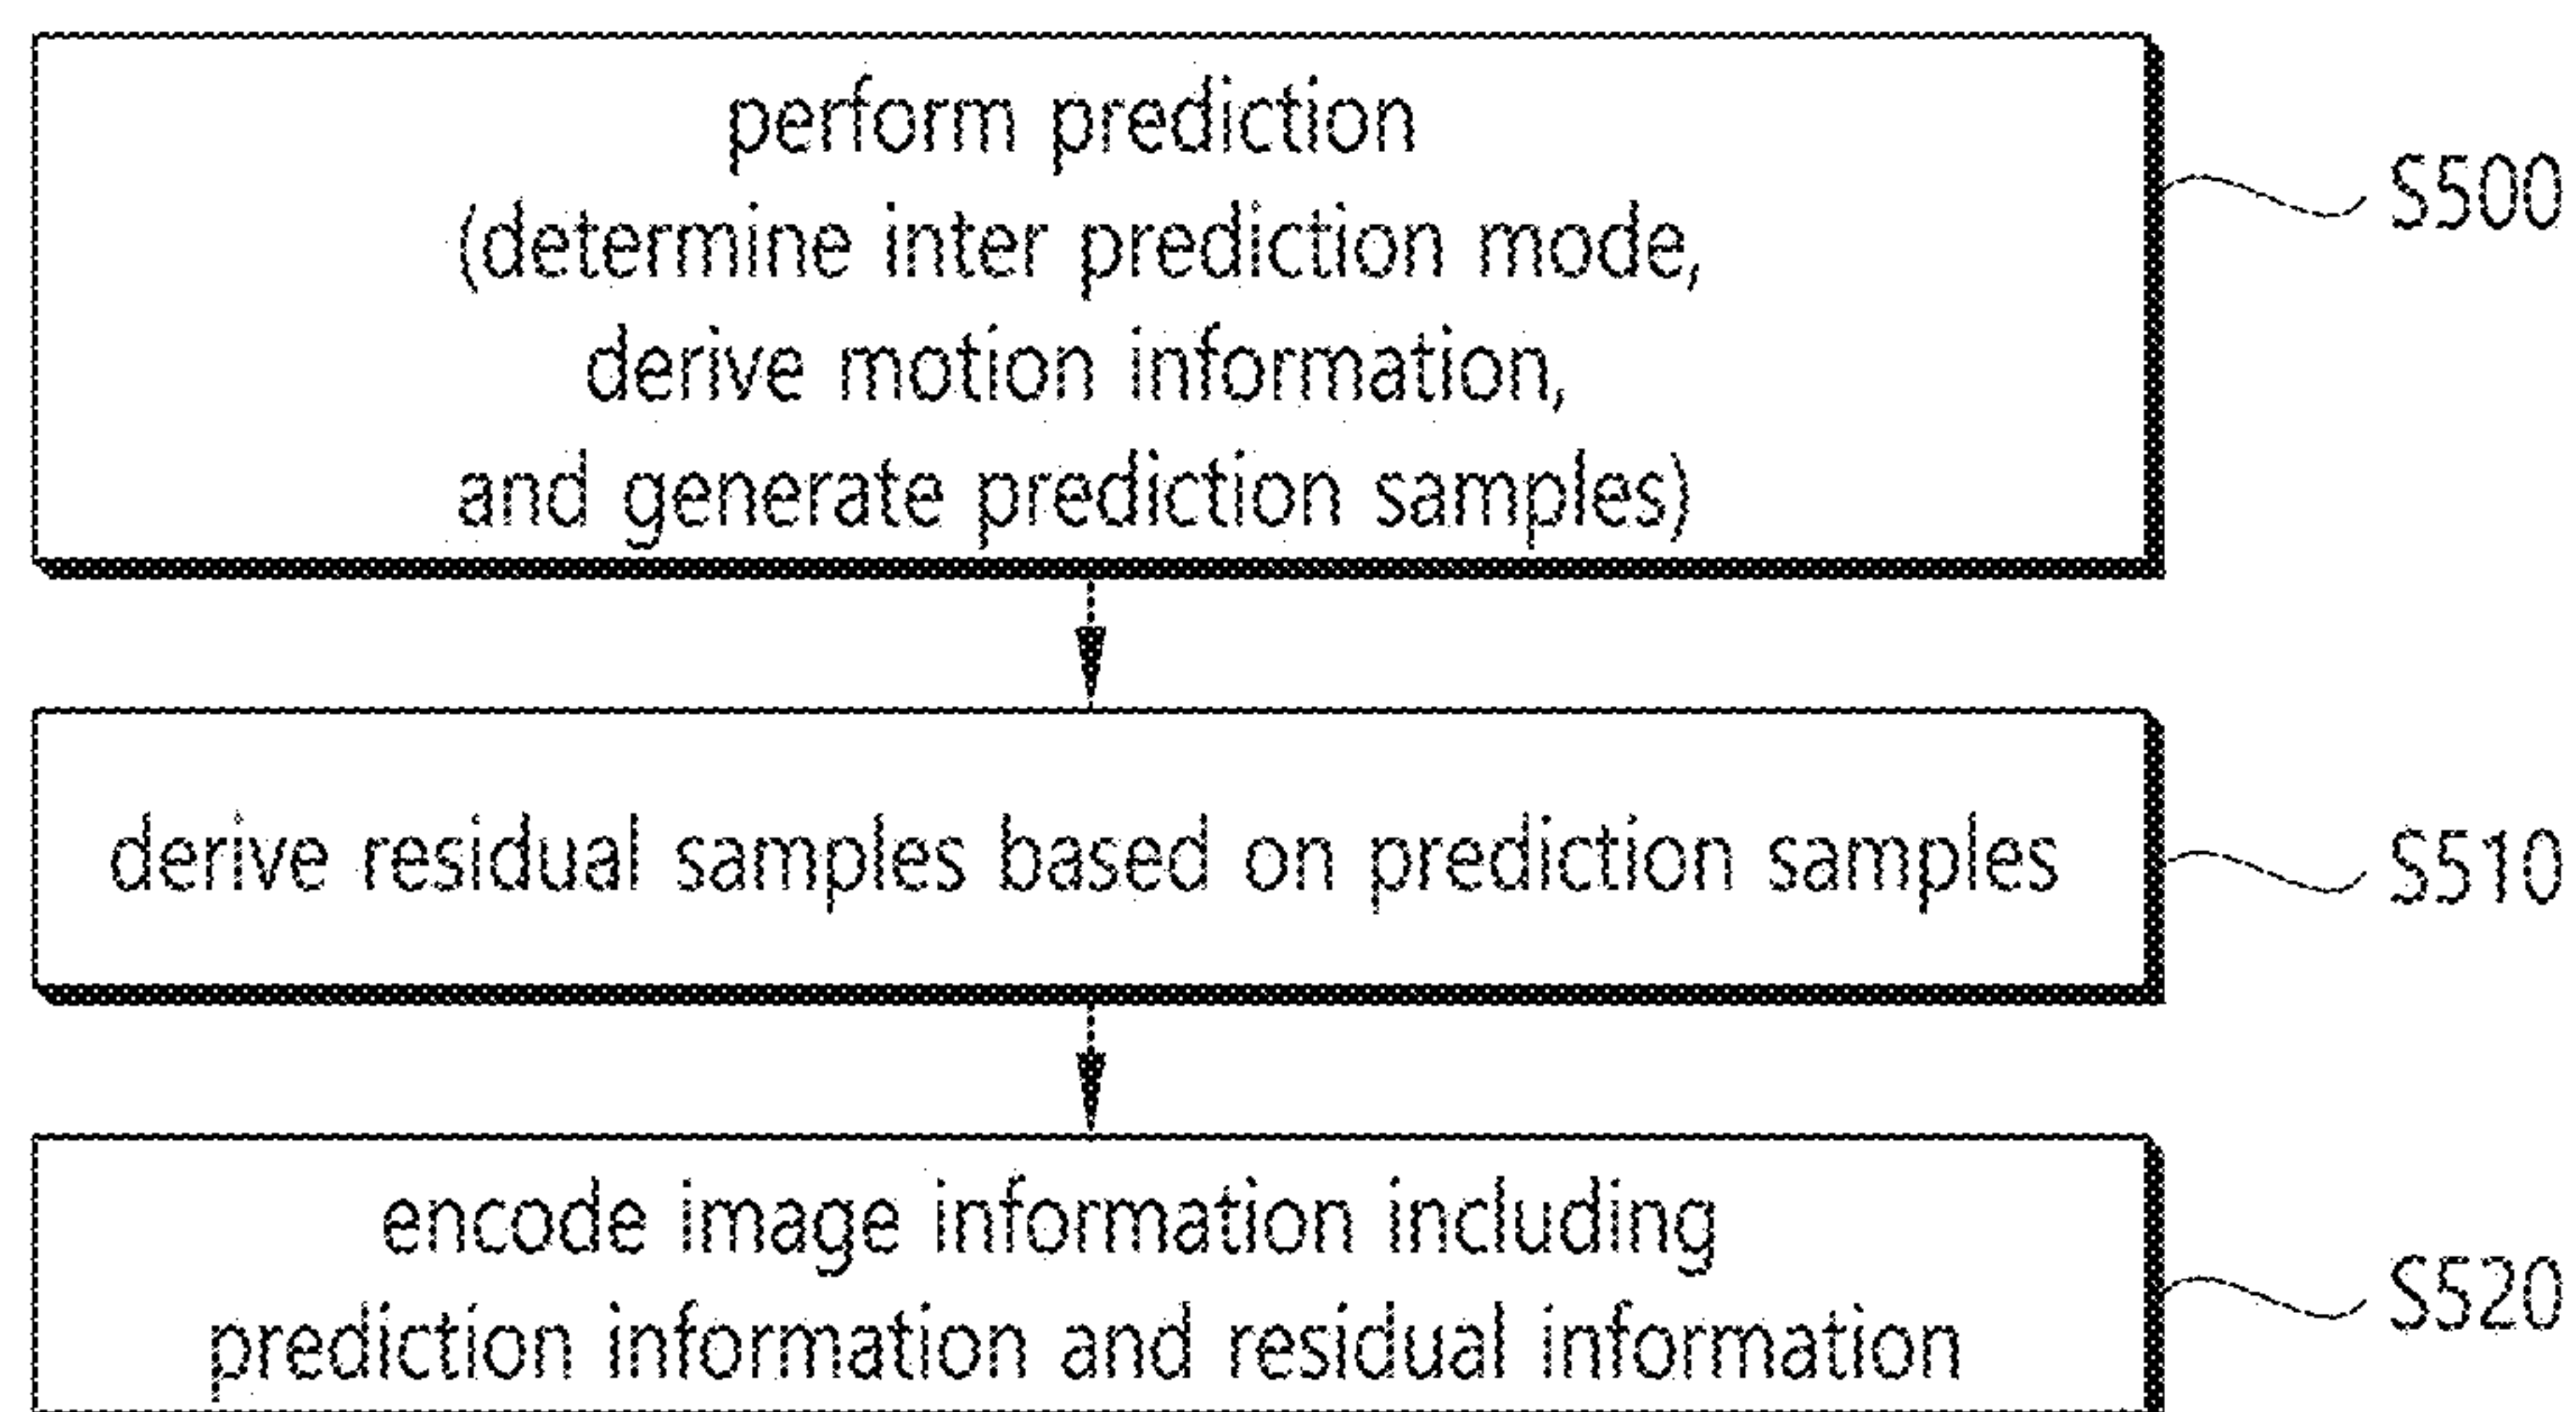 perform prediction
(determine inter prediction mode,
derive motion information,
and generate prediction samples)
S500
derive residual samples based on prediction samples
S510
encode image information including
prediction information and residual information
S520